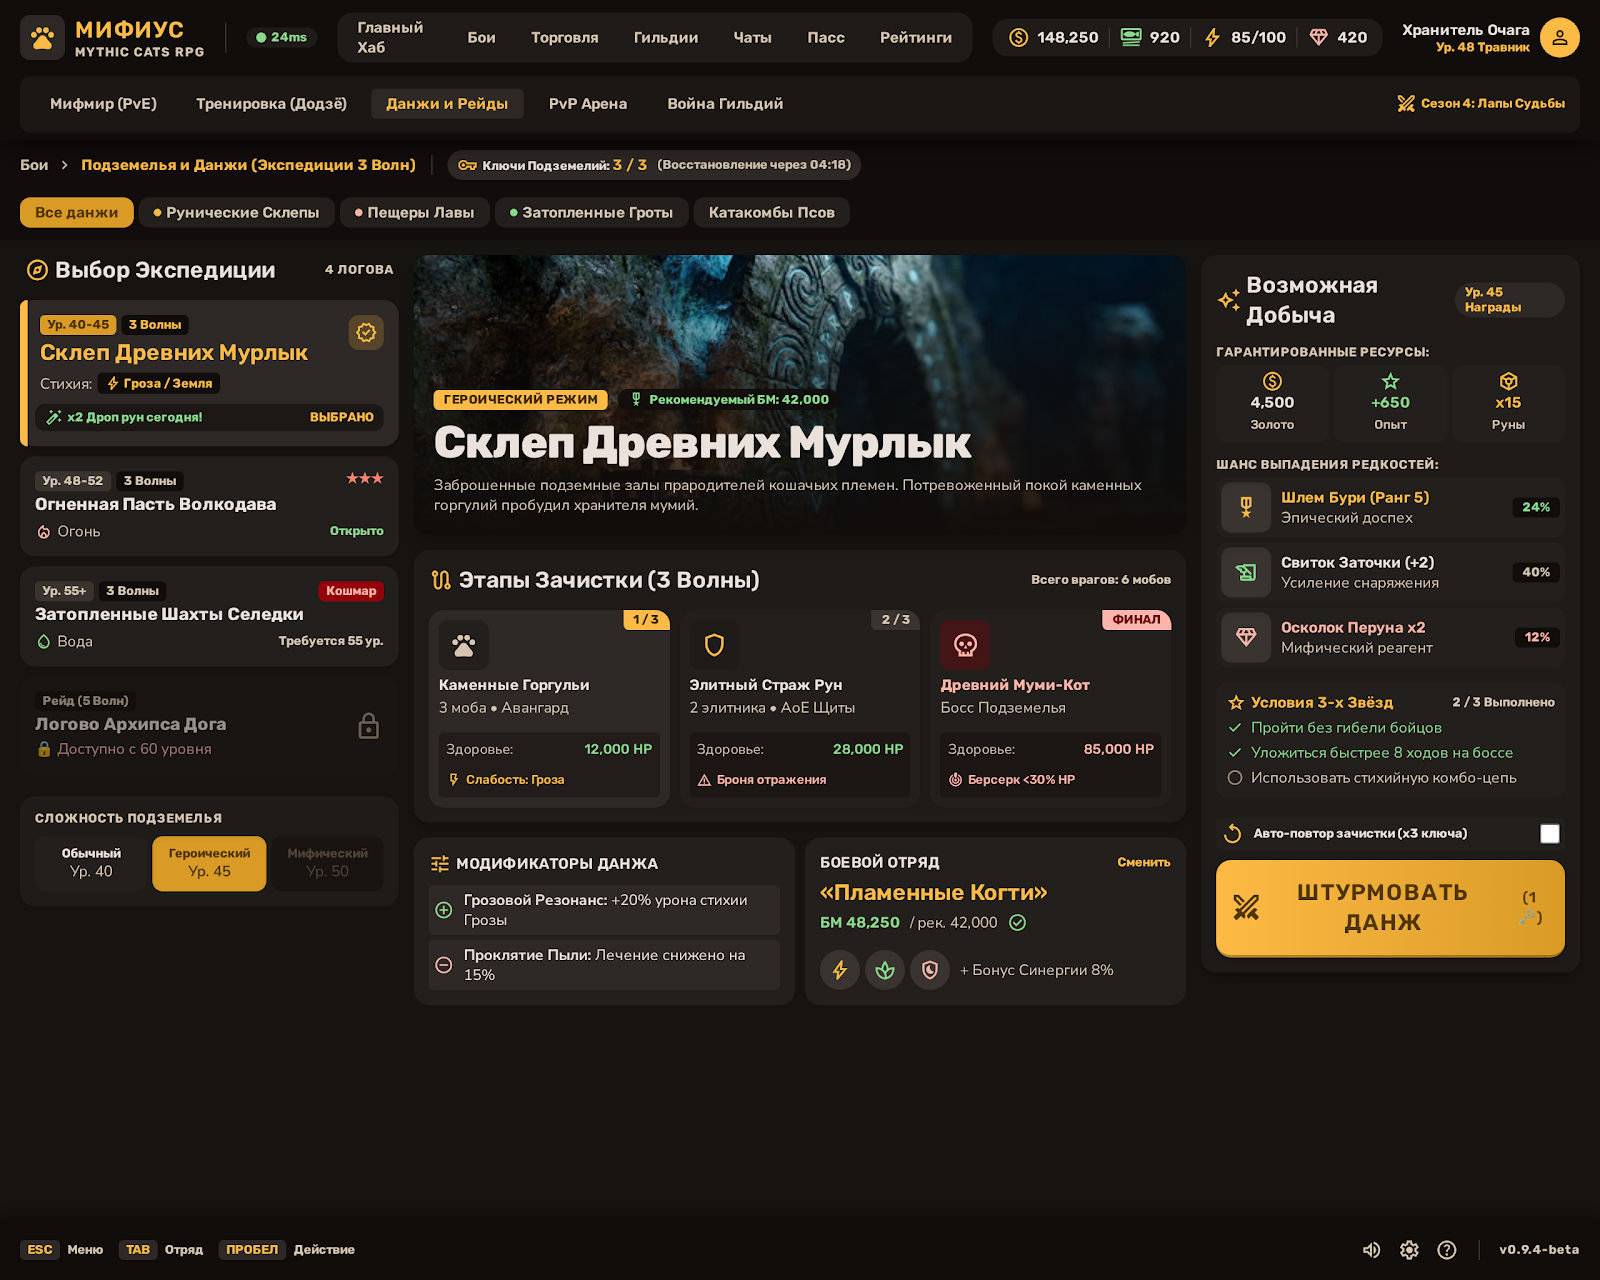 МИФИУС
MYTHIC CATS RPG
24ms
Главный
Хаб
Бои
Торговля
Гильдии
Чаты
Пасс
Рейтинги
148,250
920
85/100
420
Хранитель Очага
Ур. 48 Травник
Мифмир (PvE)
Тренировка (Додзё)
Данжи и Рейды
PvP Арена
Война Гильдий
Сезон 4: Лапы Судьбы
Бои
Подземелья и Данжи (Экспедиции 3 Волн)
Ключи Подземелий: 3 / 3 (Восстановление через 04:18)
Все данжи
Рунические Склепы
Пещеры Лавы
Затопленные Гроты
Катакомбы Псов
Выбор Экспедиции
4 ЛОГОВА
Ур. 40-45
3 Волны
Склеп Древних Мурлык
Стихия:
Гроза / Земля
x2 Дроп рун сегодня!
ВЫБРАНО
Ур. 48-52
3 Волны
★★★
Огненная Пасть Волкодава
Огонь
Открыто
Ур. 55+
3 Волны
Кошмар
Затопленные Шахты Селедки
Вода
Требуется 55 ур.
Рейд (5 Волн)
Логово Архипса Дога
🔒 Доступно с 60 уровня
СЛОЖНОСТЬ ПОДЗЕМЕЛЬЯ
Обычный
Ур. 40
Героический
Ур. 45
Мифический
Ур. 50
ГЕРОИЧЕСКИЙ РЕЖИМ
Рекомендуемый БМ: 42,000
Склеп Древних Мурлык
Заброшенные подземные залы прародителей кошачьих племен. Потревоженный покой каменных
горгулий пробудил хранителя мумий.
Этапы Зачистки (3 Волны)
Всего врагов: 6 мобов
1 / 3
Каменные Горгульи
3 моба • Авангард
Здоровье:
12,000 HP
Слабость: Гроза
2 / 3
Элитный Страж Рун
2 элитника • АоЕ Щиты
Здоровье:
28,000 HP
Броня отражения
ФИНАЛ
Древний Муми-Кот
Босс Подземелья
Здоровье:
85,000 HP
Берсерк <30% HP
МОДИФИКАТОРЫ ДАНЖА
Грозовой Резонанс: +20% урона стихии
Грозы
Проклятие Пыли: Лечение снижено на
15%
БОЕВОЙ ОТРЯД
Сменить
«Пламенные Когти»
БМ 48,250 / рек. 42,000
+ Бонус Синергии 8%
Возможная
Добыча
Ур. 45
Награды
ГАРАНТИРОВАННЫЕ РЕСУРСЫ:
4,500
Золото
+650
Опыт
x15
Руны
ШАНС ВЫПАДЕНИЯ РЕДКОСТЕЙ:
Шлем Бури (Ранг 5)
Эпический доспех
24%
Свиток Заточки (+2)
Усиление снаряжения
40%
Осколок Перуна x2
Мифический реагент
12%
Условия 3-х Звёзд
2 / 3 Выполнено
Пройти без гибели бойцов
Уложиться быстрее 8 ходов на боссе
Использовать стихийную комбо-цепь
Авто-повтор зачистки (x3 ключа)
ШТУРМОВАТЬ
ДАНЖ
(1
🗝️)
ESC Меню
TAB Отряд
ПРОБЕЛ Действие
v0.9.4-beta